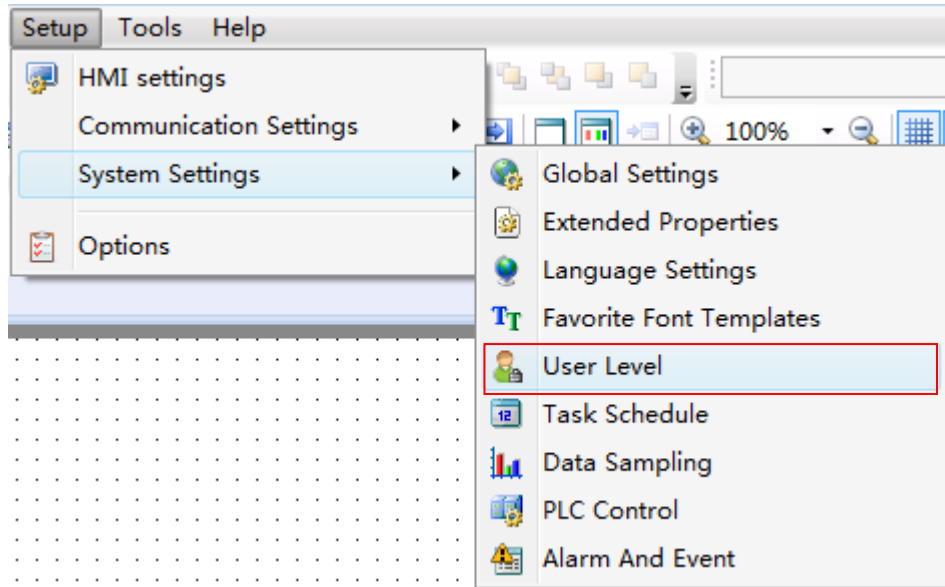 Setup Tools Help
HMI settings
Communication Settings
100%
System Settings
Global Settings
Extended Properties
Options
Language Settings
Favorite Font Templates
User Level
12 Task Schedule
Data Sampling
PLC Control
Alarm And Event